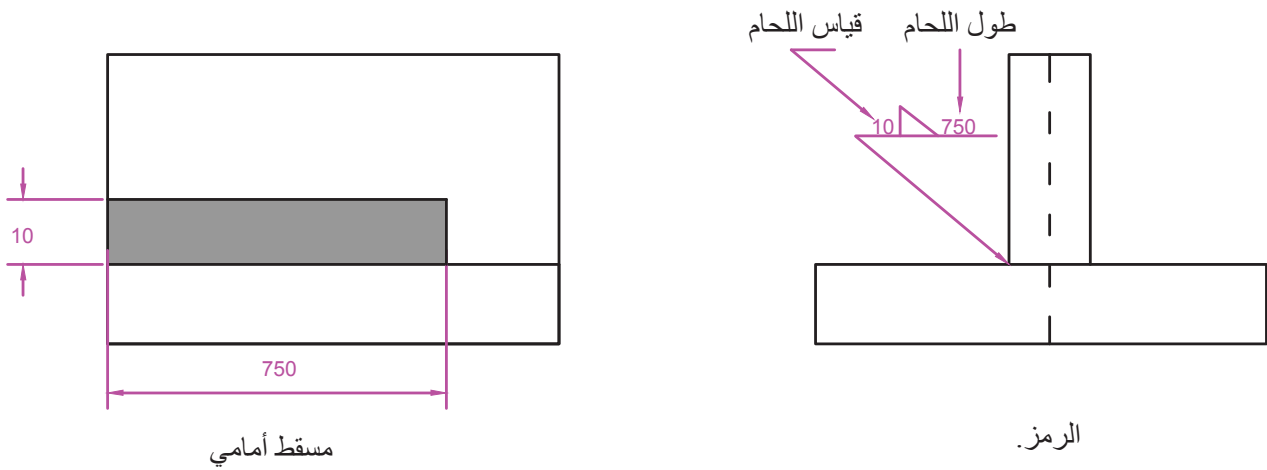 طول اللحام
قياس اللحام
10 750
10
750
مسقط أمامي
الرمز.